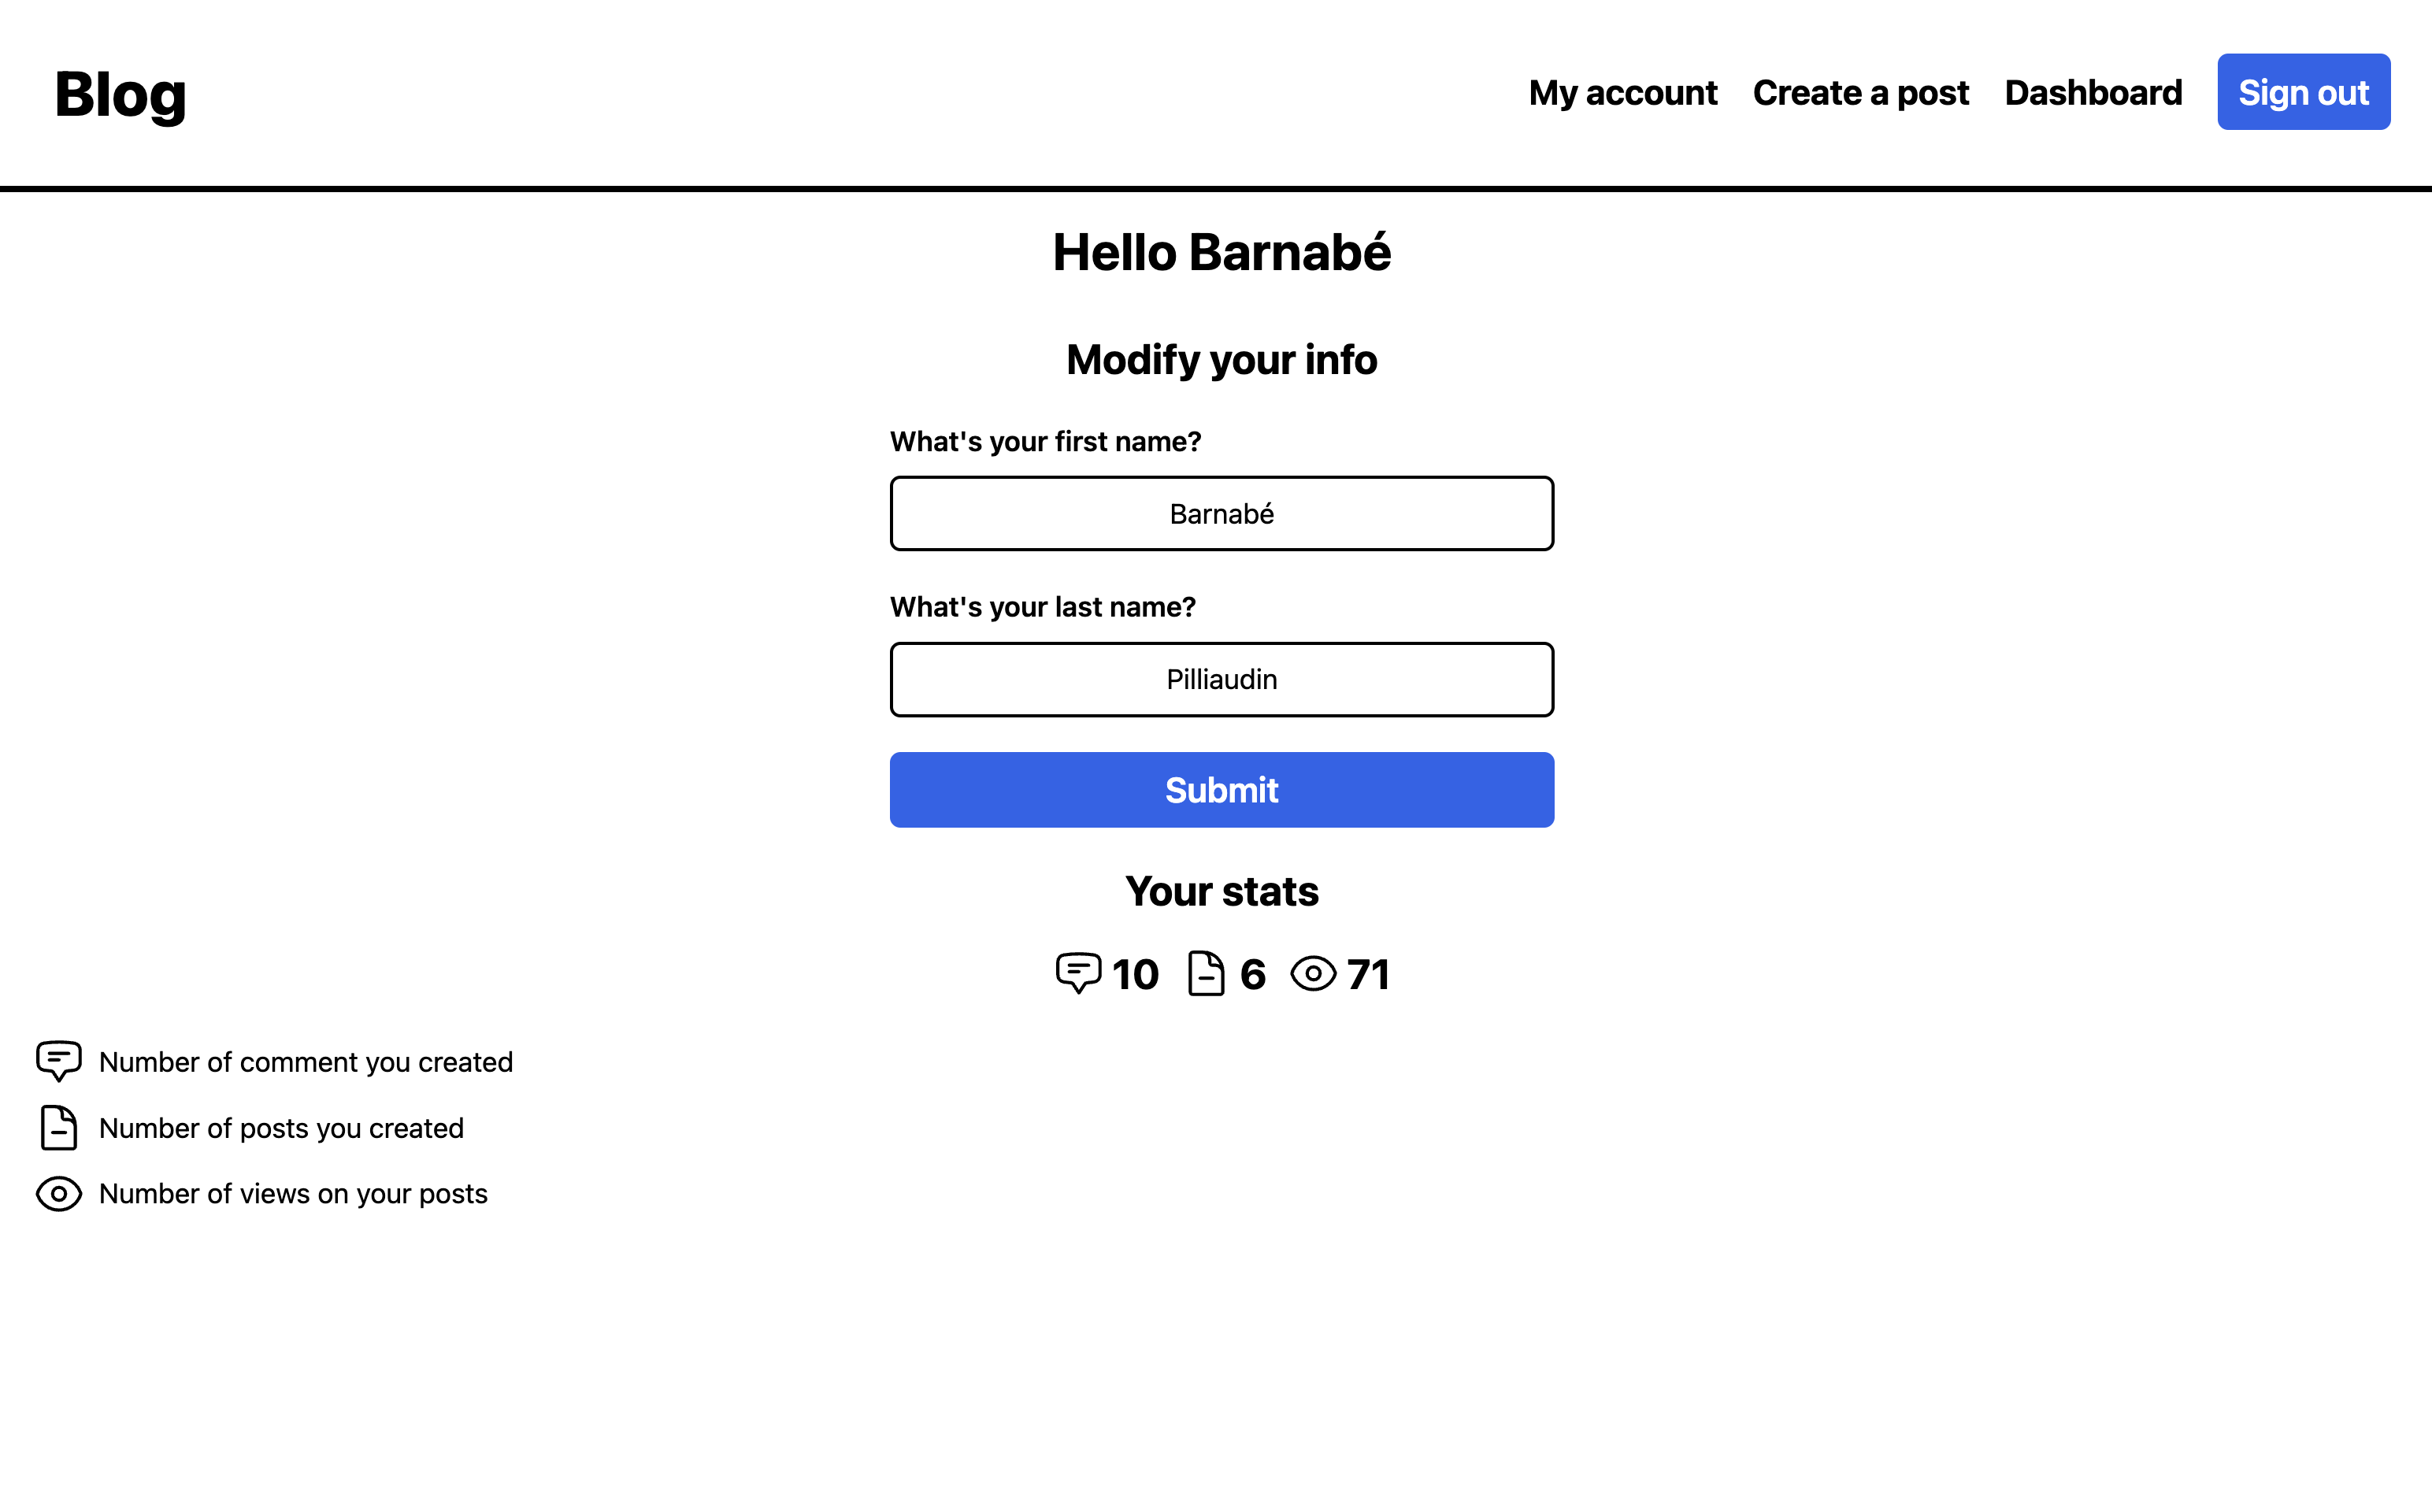 Blog
My account Create a post Dashboard Sign out
Hello Barnabé
Modify your info
What's your first name?
Barnabé
What's your last name?
Pilliaudin
Submit
Your stats
10 6 71
Number of comment you created
Number of posts you created
Number of views on your posts